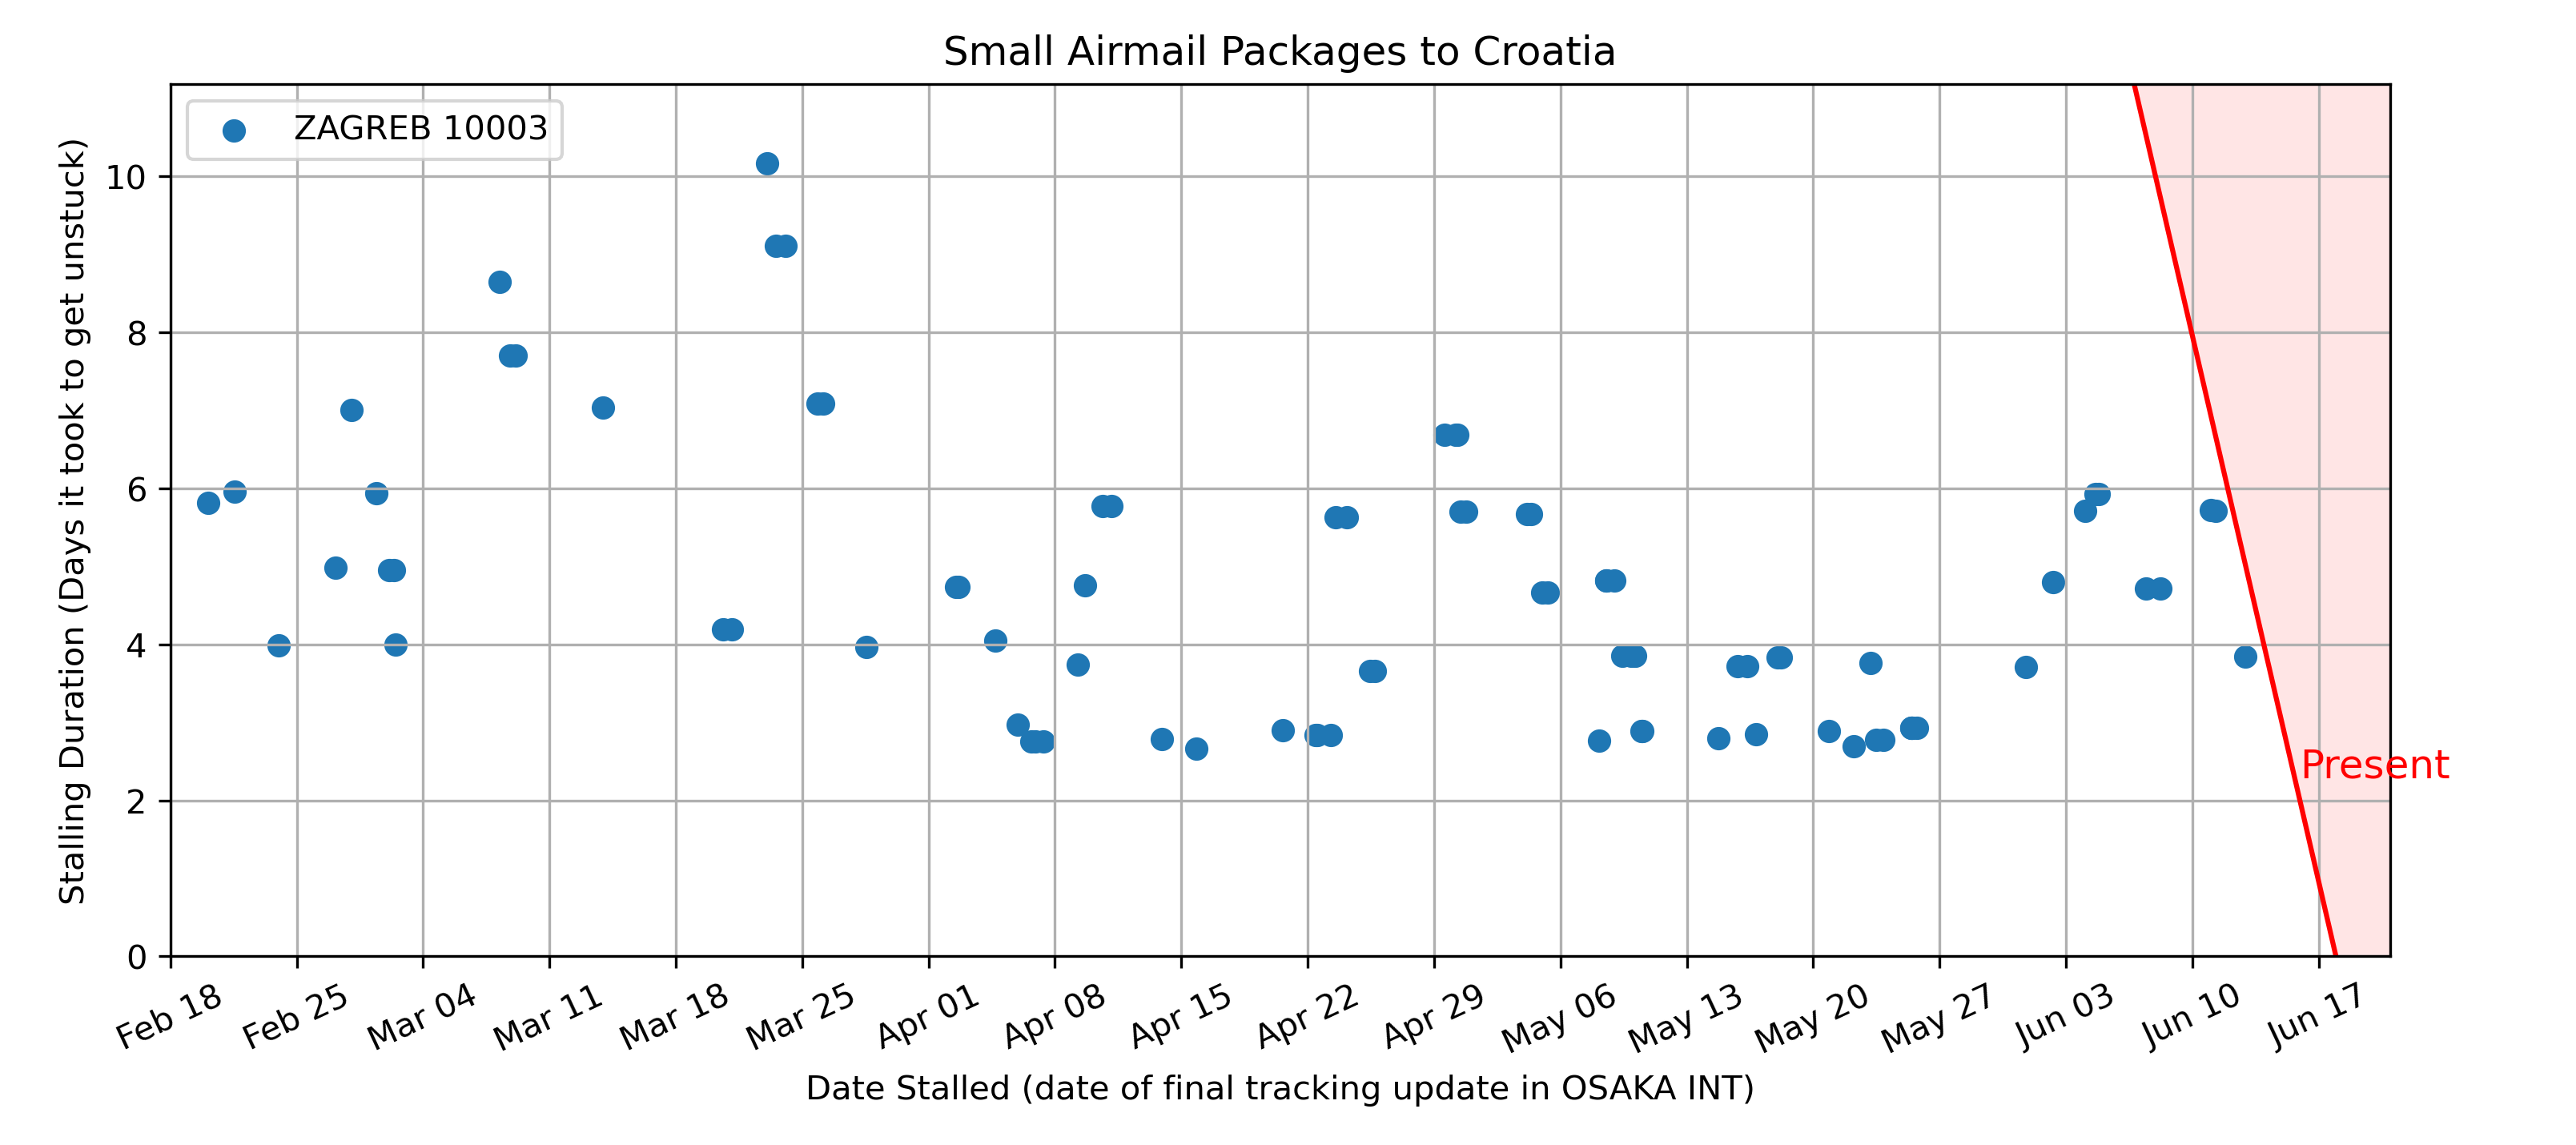 Small Airmail Packages to Croatia
ZAGREB 10003
Stalling Duration (Days it took to get unstuck)
10
8
6
4
2
0
Present
Feb 18 Feb 25 Mar 04 Mar 11 Mar 18 Mar 25 Apr 01 Apr 08 Apr 15 Apr 22 Apr 29 May 06 May 13 May 20 May 27 Jun 03 Jun 10 Jun 17
Date Stalled (date of final tracking update in OSAKA INT)